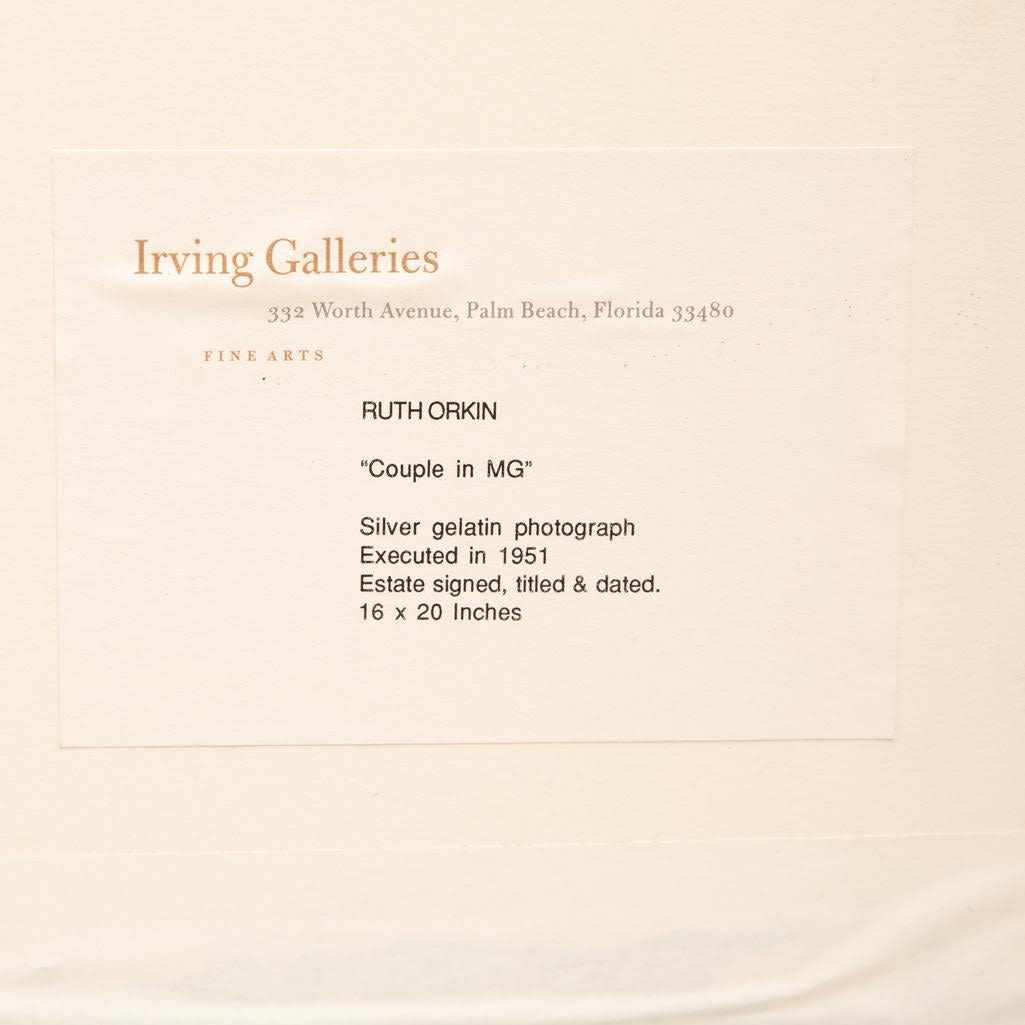 Irving Galleries
332 Worth Avenue, Palm Beach, Florida 33480
FINE ARTS
RUTH ORKIN
“Couple in MG”
Silver gelatin photograph
Executed in 1951
Estate signed, titled & dated.
16 x 20 Inches